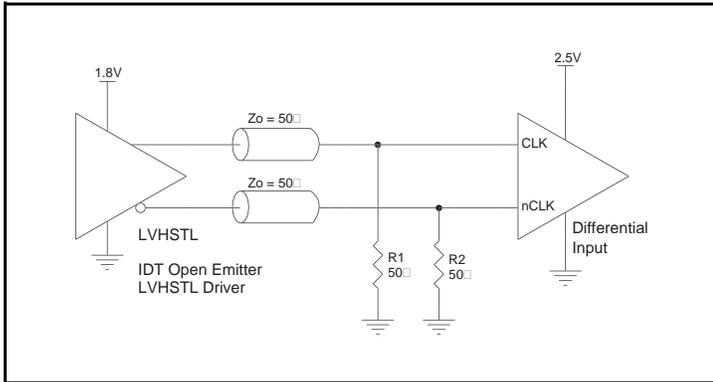 1.8V
2.5V
Zo = 50□
CLK
Zo = 50□
nCLK
LVHSTL
Differential
Input
R1
50□
R2
50□
IDT Open Emitter
LVHSTL Driver